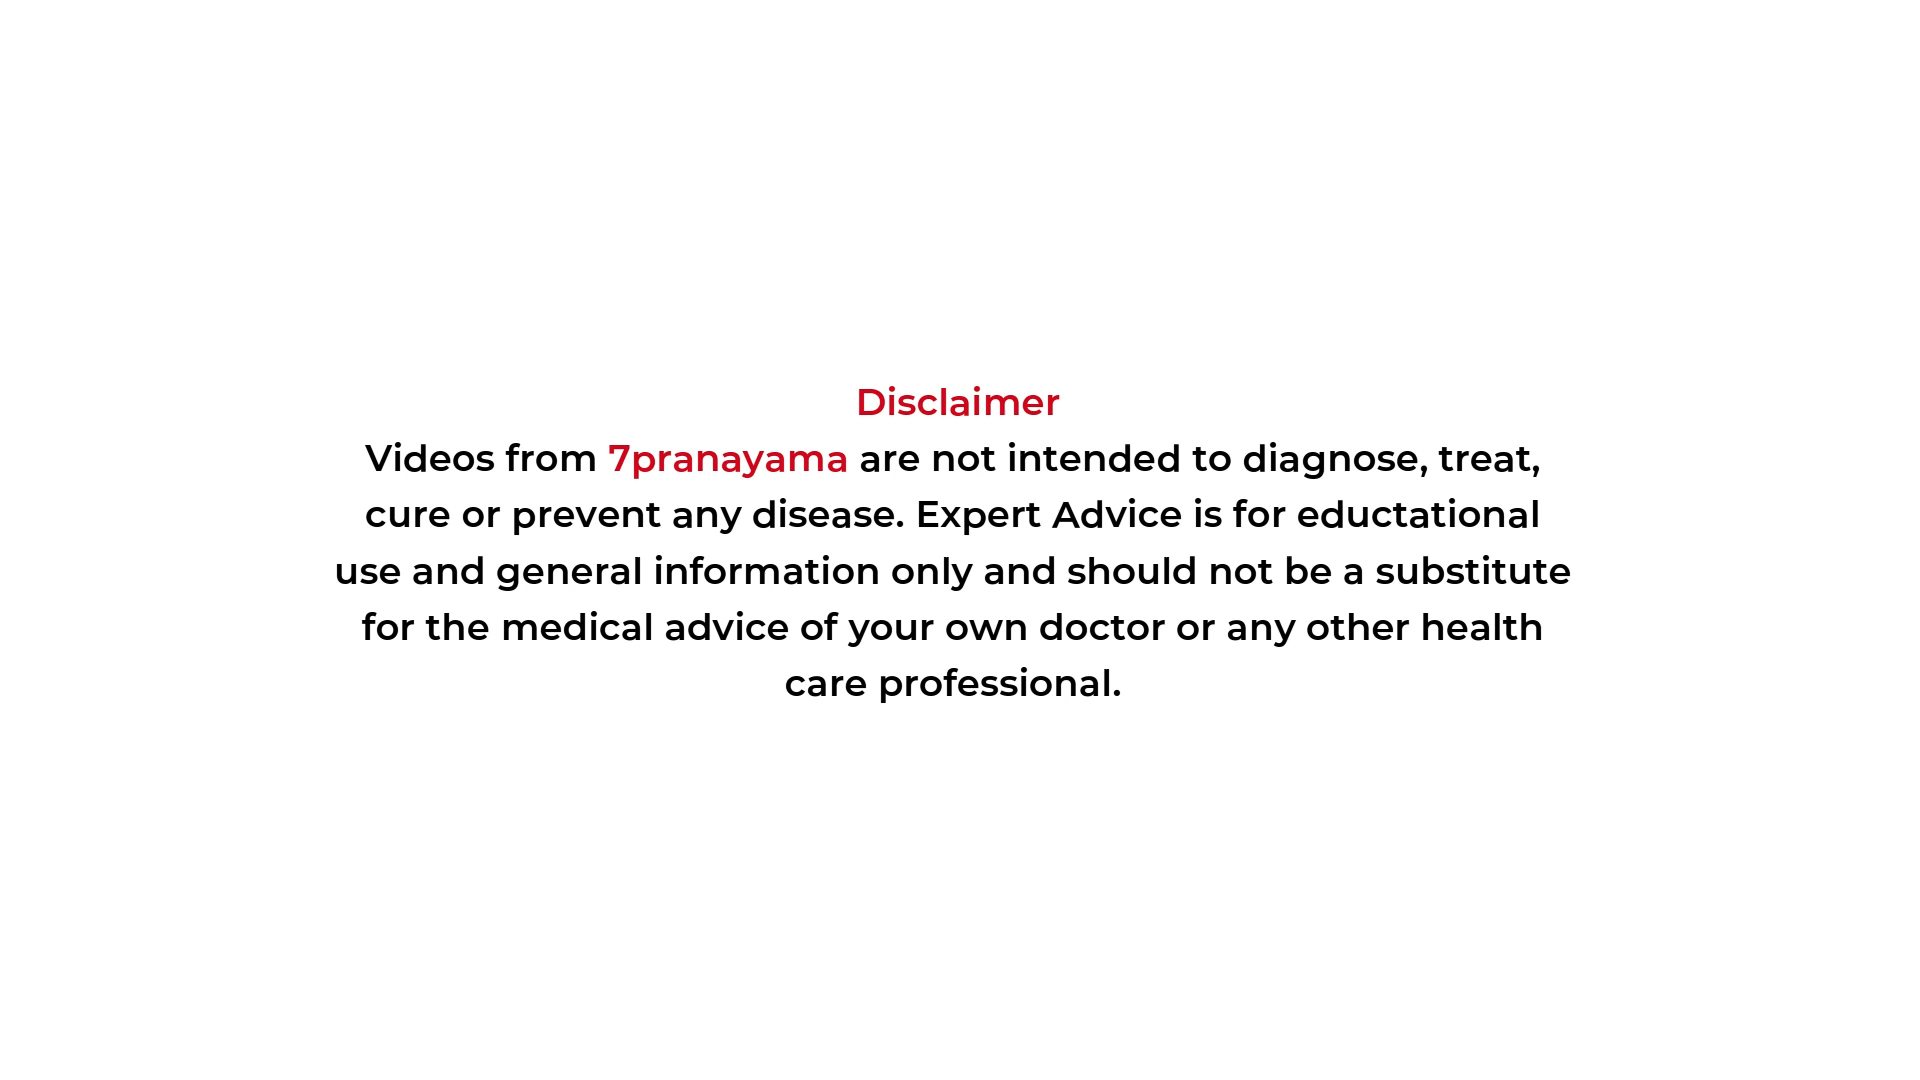 Disclaimer
Videos from 7pranayama are not intended to diagnose, treat,
cure or prevent any disease. Expert Advice is for eductational
use and general information only and should not be a substitute
for the medical advice of your own doctor or any other health
care professional.